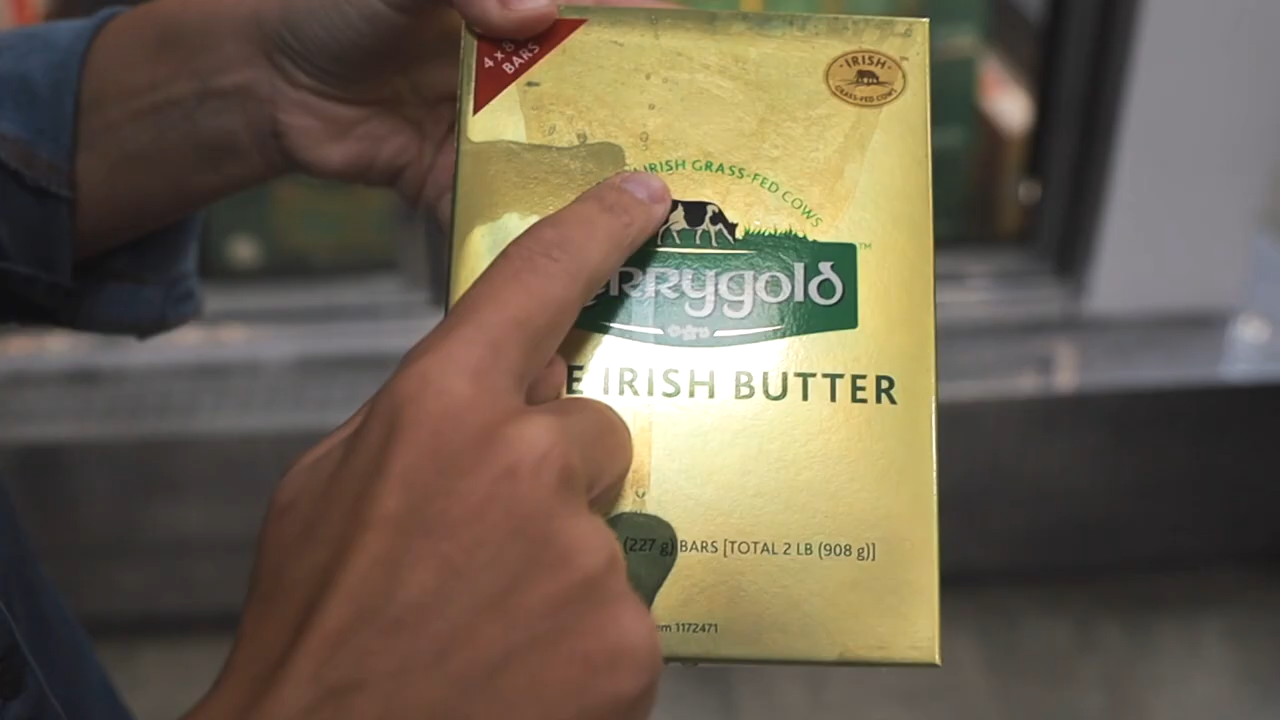 4 x 8
BARS
IRISH
GRASS-FED COWS
IRISH GRASS-FED COWS
TM
rrygold
IRISH BUTTER
(227 g) BARS [TOTAL 2 LB (908 g)]
1172471